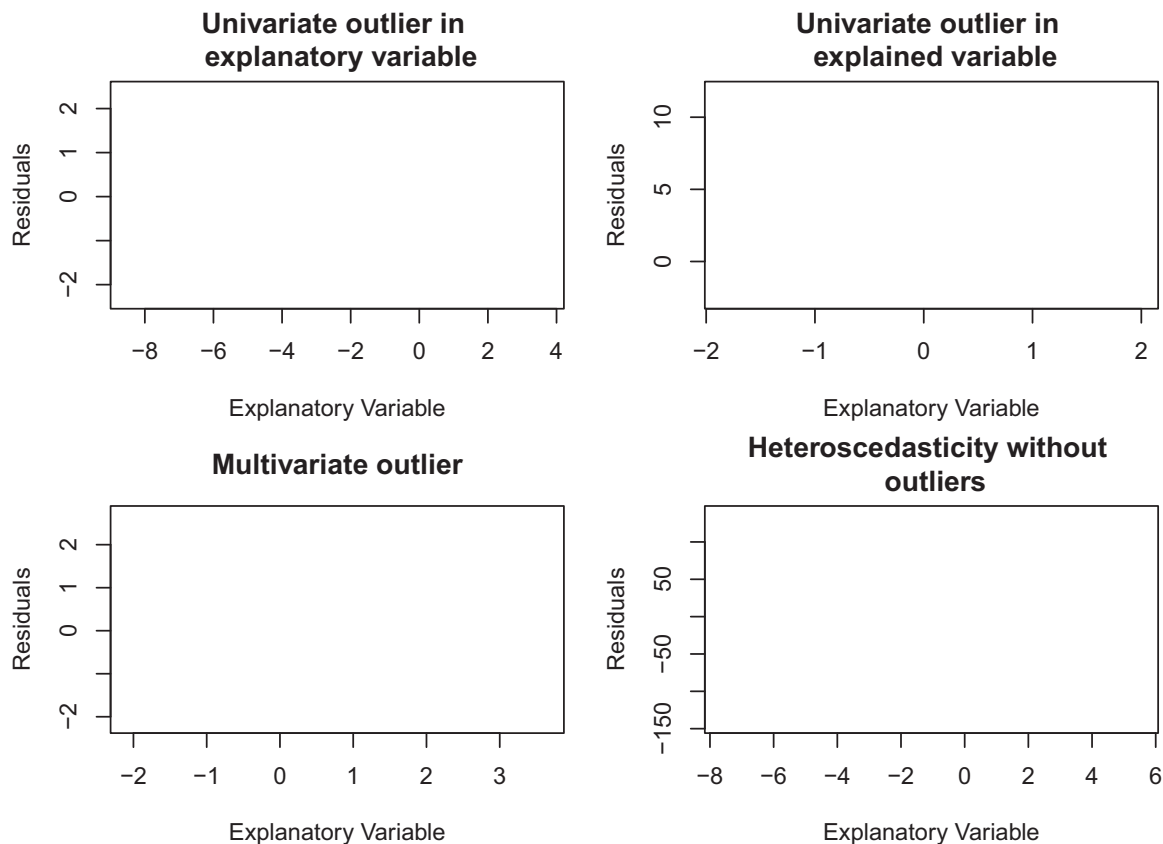 Univariate outlier in
explanatory variable
Residuals
2
1
0
−2
−8 −6 −4 −2 0 2 4
Explanatory Variable
Univariate outlier in
explained variable
Residuals
10
5
0
−2 −1 0 1 2
Explanatory Variable
Multivariate outlier
Residuals
2
1
0
−2
−2 −1 0 1 2 3
Explanatory Variable
Heteroscedasticity without
outliers
Residuals
50
−50
−150
−8 −6 −4 −2 0 2 4 6
Explanatory Variable